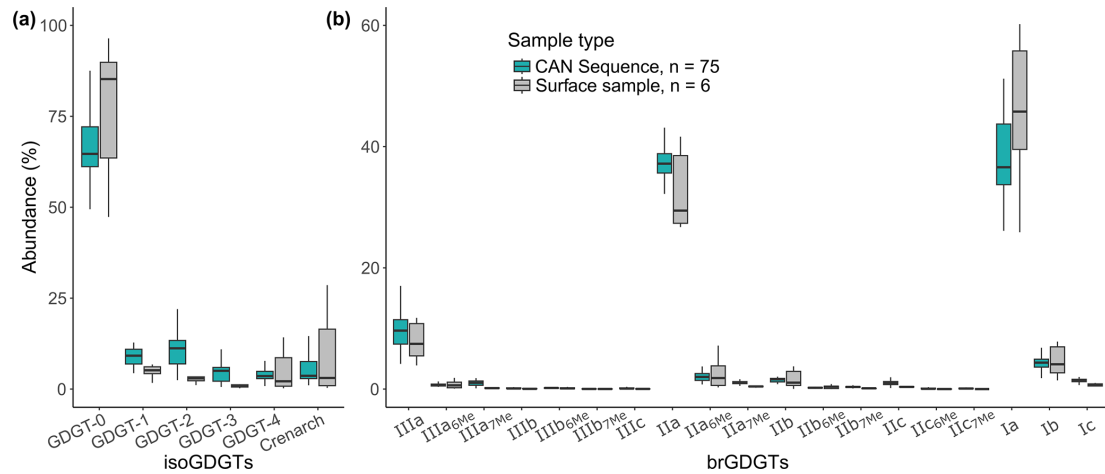 (a)
Abundance (%)
100
75
50
25
0
GDGT-0
GDGT-1
GDGT-2
GDGT-3
GDGT-4
Crenarch
isoGDGTs
(b)
60
40
20
0
Sample type
CAN Sequence, n = 75
Surface sample, n = 6
IIIa
IIIa6Me
IIIa7Me
IIIb
IIIb6Me
IIIb7Me
IIIc
IIa
IIa6Me
IIa7Me
IIb
IIb6Me
IIb7Me
IIc
IIc6Me
IIc7Me
Ia
Ib
Ic
brGDGTs